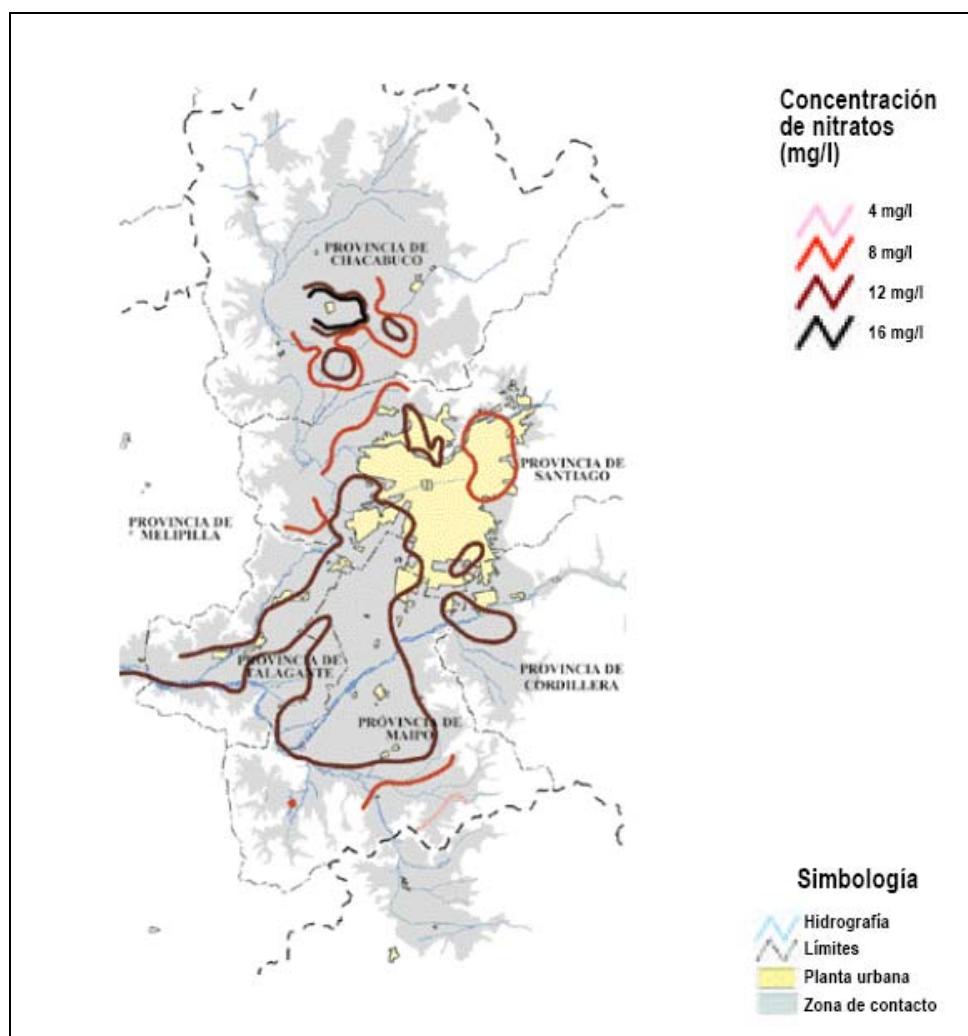 Concentración
de nitratos
(mg/l)
4 mg/l
8 mg/l
12 mg/l
16 mg/l
PROVINCIA DE
CHACABUCO
PROVINCIA DE
SANTIAGO
PROVINCIA DE
MELIPILLA
PROVINCIA DE
TALAGANTE
PROVINCIA DE
CORDILLERA
PROVINCIA DE
MAIPO
Simbología
Hidrografía
Límites
Planta urbana
Zona de contacto